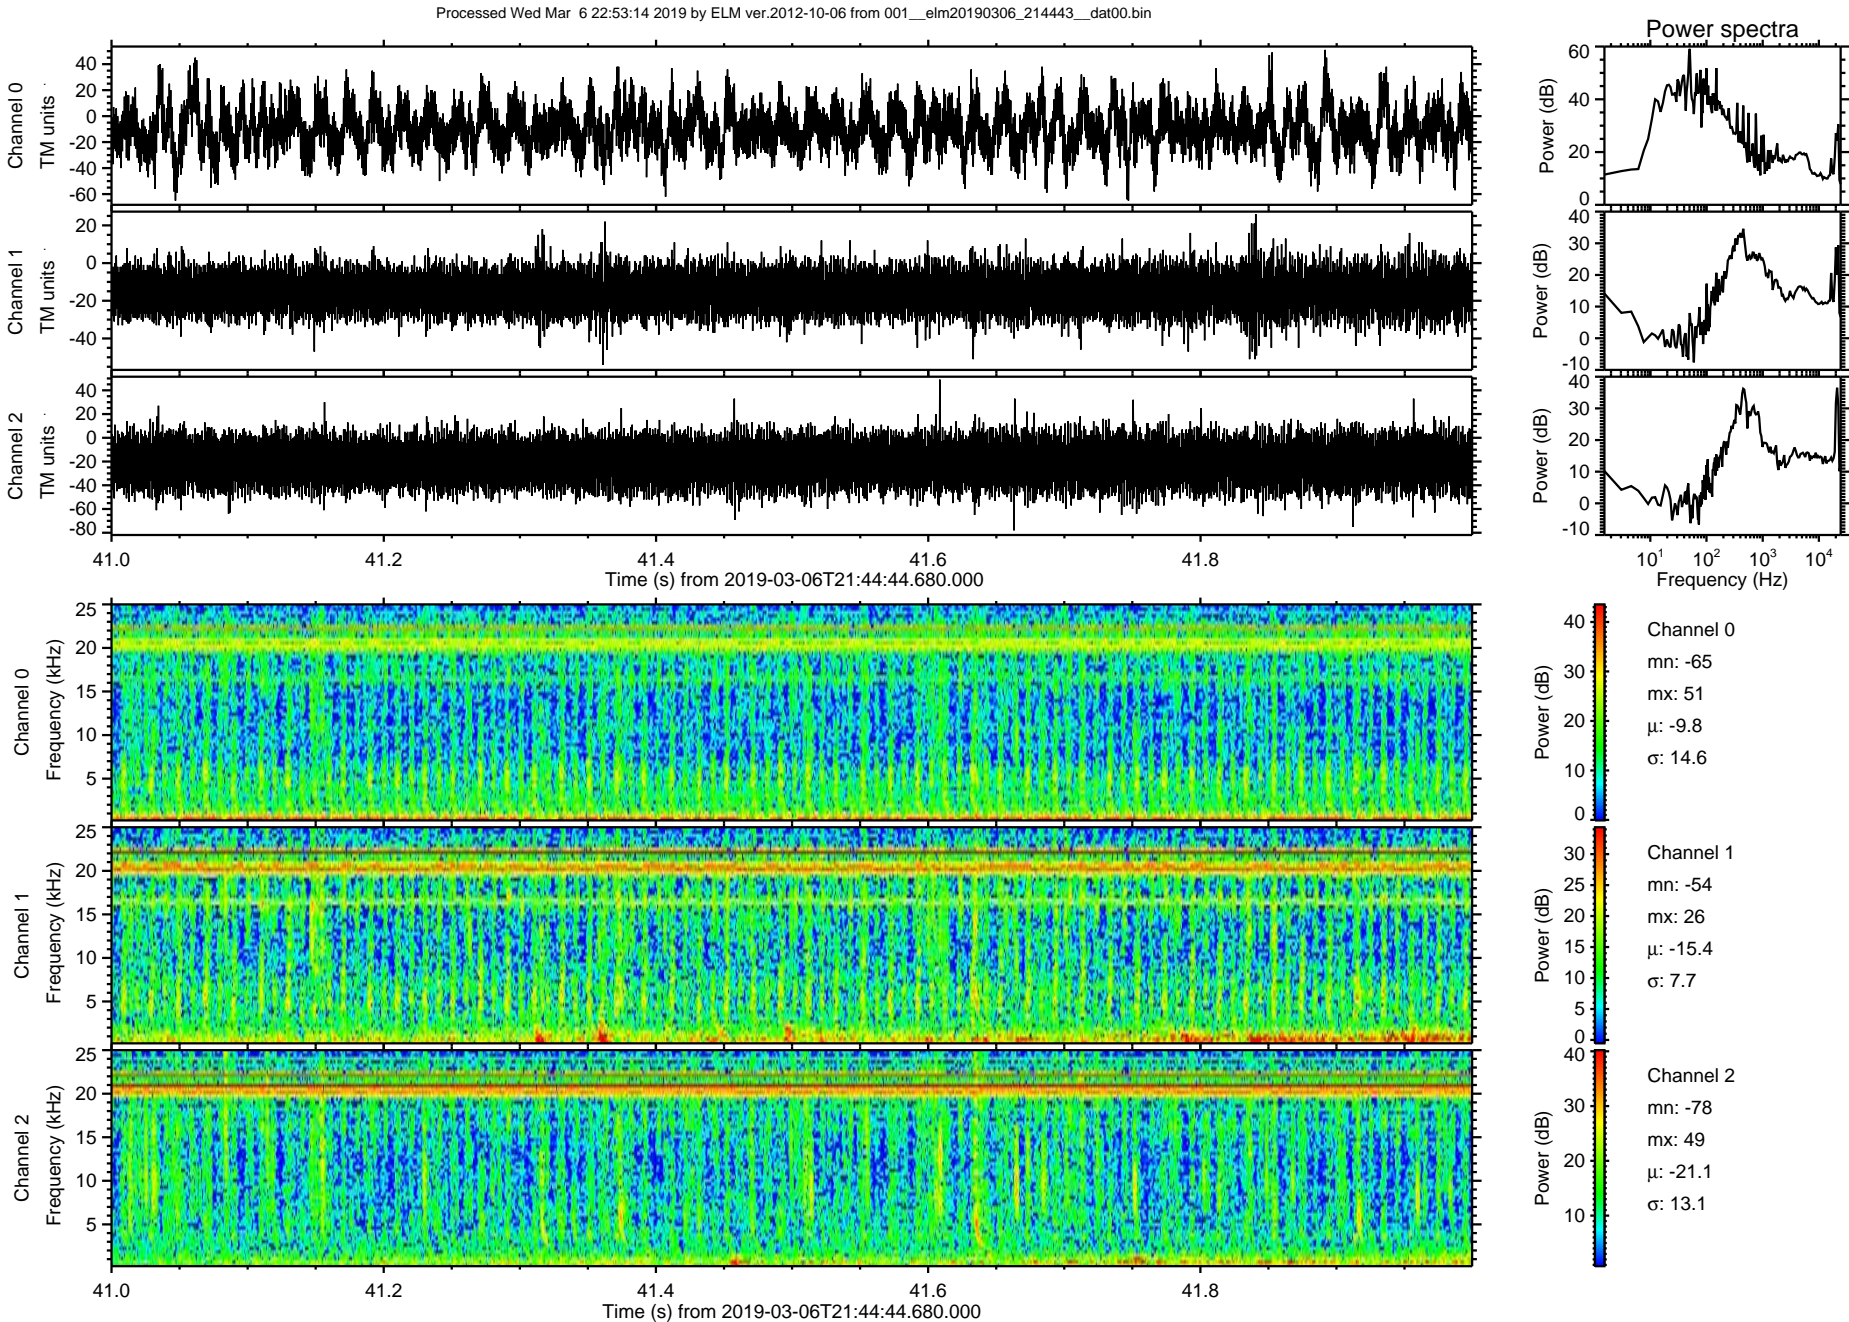 Processed Wed Mar  6 22:53:14 2019 by ELM ver.2012-10-06 from 001__elm20190306_214443__dat00.bin
Power spectra
Channel 0
TM units
40
20
0
-20
-40
-60
Power (dB)
60
40
20
0
Channel 1
TM units
20
0
-20
-40
Power (dB)
40
30
20
10
0
-10
Channel 2
TM units
40
20
0
-20
-40
-60
-80
Power (dB)
40
30
20
10
0
-10
41.0 41.2 41.4 41.6 41.8
Time (s) from 2019-03-06T21:44:44.680.000
10^1 10^2 10^3 10^4
Frequency (Hz)
Channel 0
Frequency (kHz)
25
20
15
10
5
Power (dB)
40
30
20
10
0
Channel 0
mn: -65
mx: 51
μ: -9.8
σ: 14.6
Channel 1
Frequency (kHz)
25
20
15
10
5
Power (dB)
30
25
20
15
10
5
0
Channel 1
mn: -54
mx: 26
μ: -15.4
σ: 7.7
Channel 2
Frequency (kHz)
25
20
15
10
5
Power (dB)
40
30
20
10
Channel 2
mn: -78
mx: 49
μ: -21.1
σ: 13.1
41.0 41.2 41.4 41.6 41.8
Time (s) from 2019-03-06T21:44:44.680.000